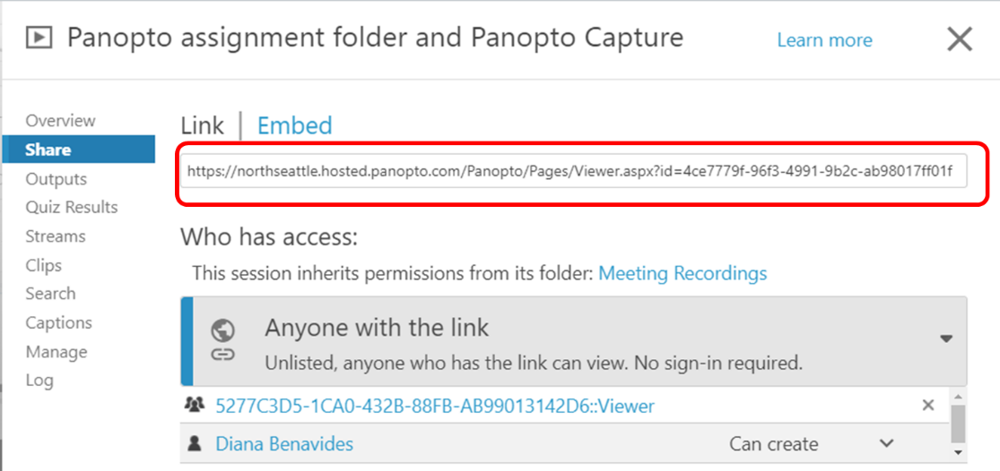 Panopto assignment folder and Panopto Capture
Learn more
Overview
Share
Outputs
Quiz Results
Streams
Clips
Search
Captions
Manage
Log
Link | Embed
https://northseattle.hosted.panopto.com/Panopto/Pages/Viewer.aspx?id=4ce7779f-96f3-4991-9b2c-ab98017ff01f
Who has access:
This session inherits permissions from its folder: Meeting Recordings
Anyone with the link
Unlisted, anyone who has the link can view. No sign-in required.
5277C3D5-1CA0-432B-88FB-AB99013142D6::Viewer
Diana Benavides Can create